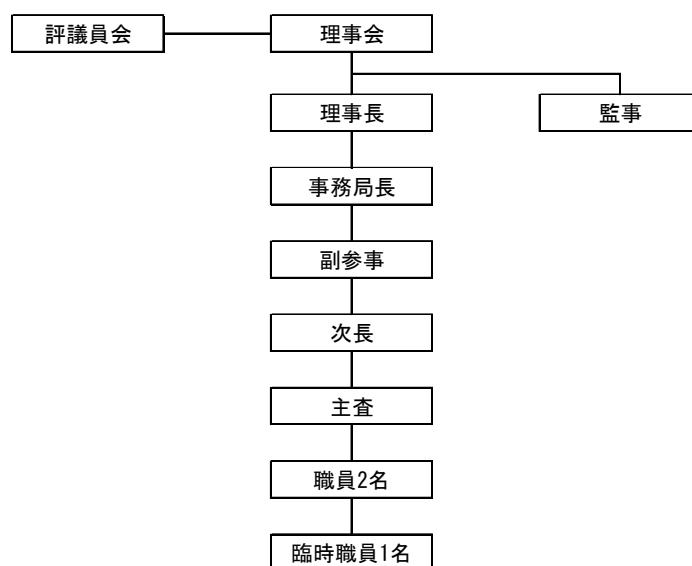 評議員会
理事会
理事長
監事
事務局長
副参事
次長
主査
職員2名
臨時職員1名